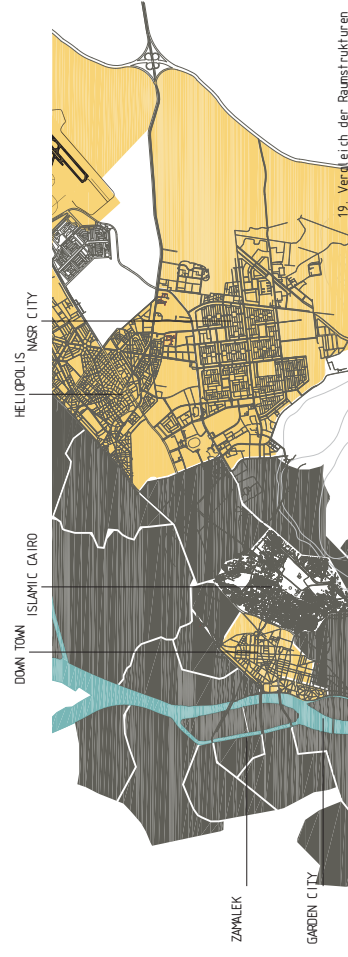 19. Vergleich der Raumstrukturen
NASR CITY
HELIOPOLIS
ISLAMIC CAIRO
DOWN TOWN
ZAMALEK
GARDEN CITY